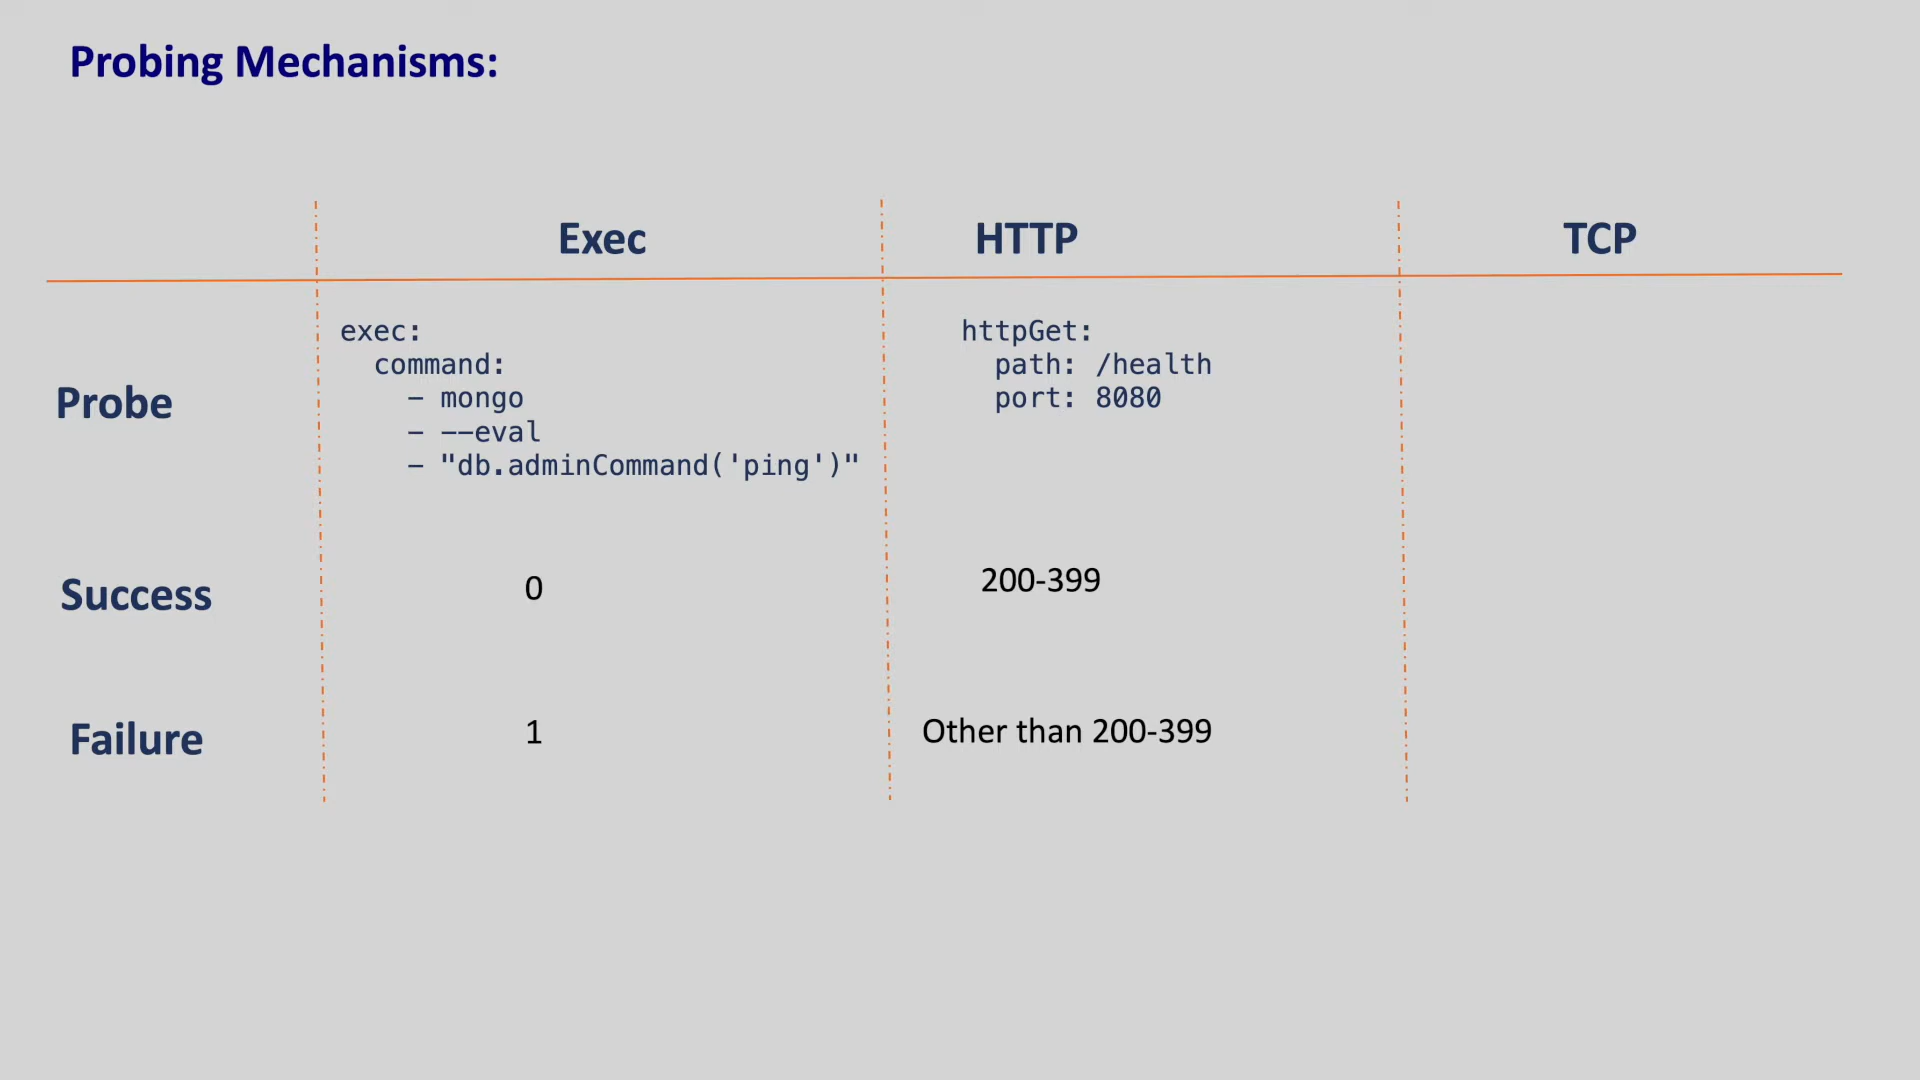 Probing Mechanisms:
Exec HTTP TCP
Probe
exec:
  command:
    - mongo
    - --eval
    - "db.adminCommand('ping')"
httpGet:
  path: /health
  port: 8080
Success 0 200-399
Failure 1 Other than 200-399